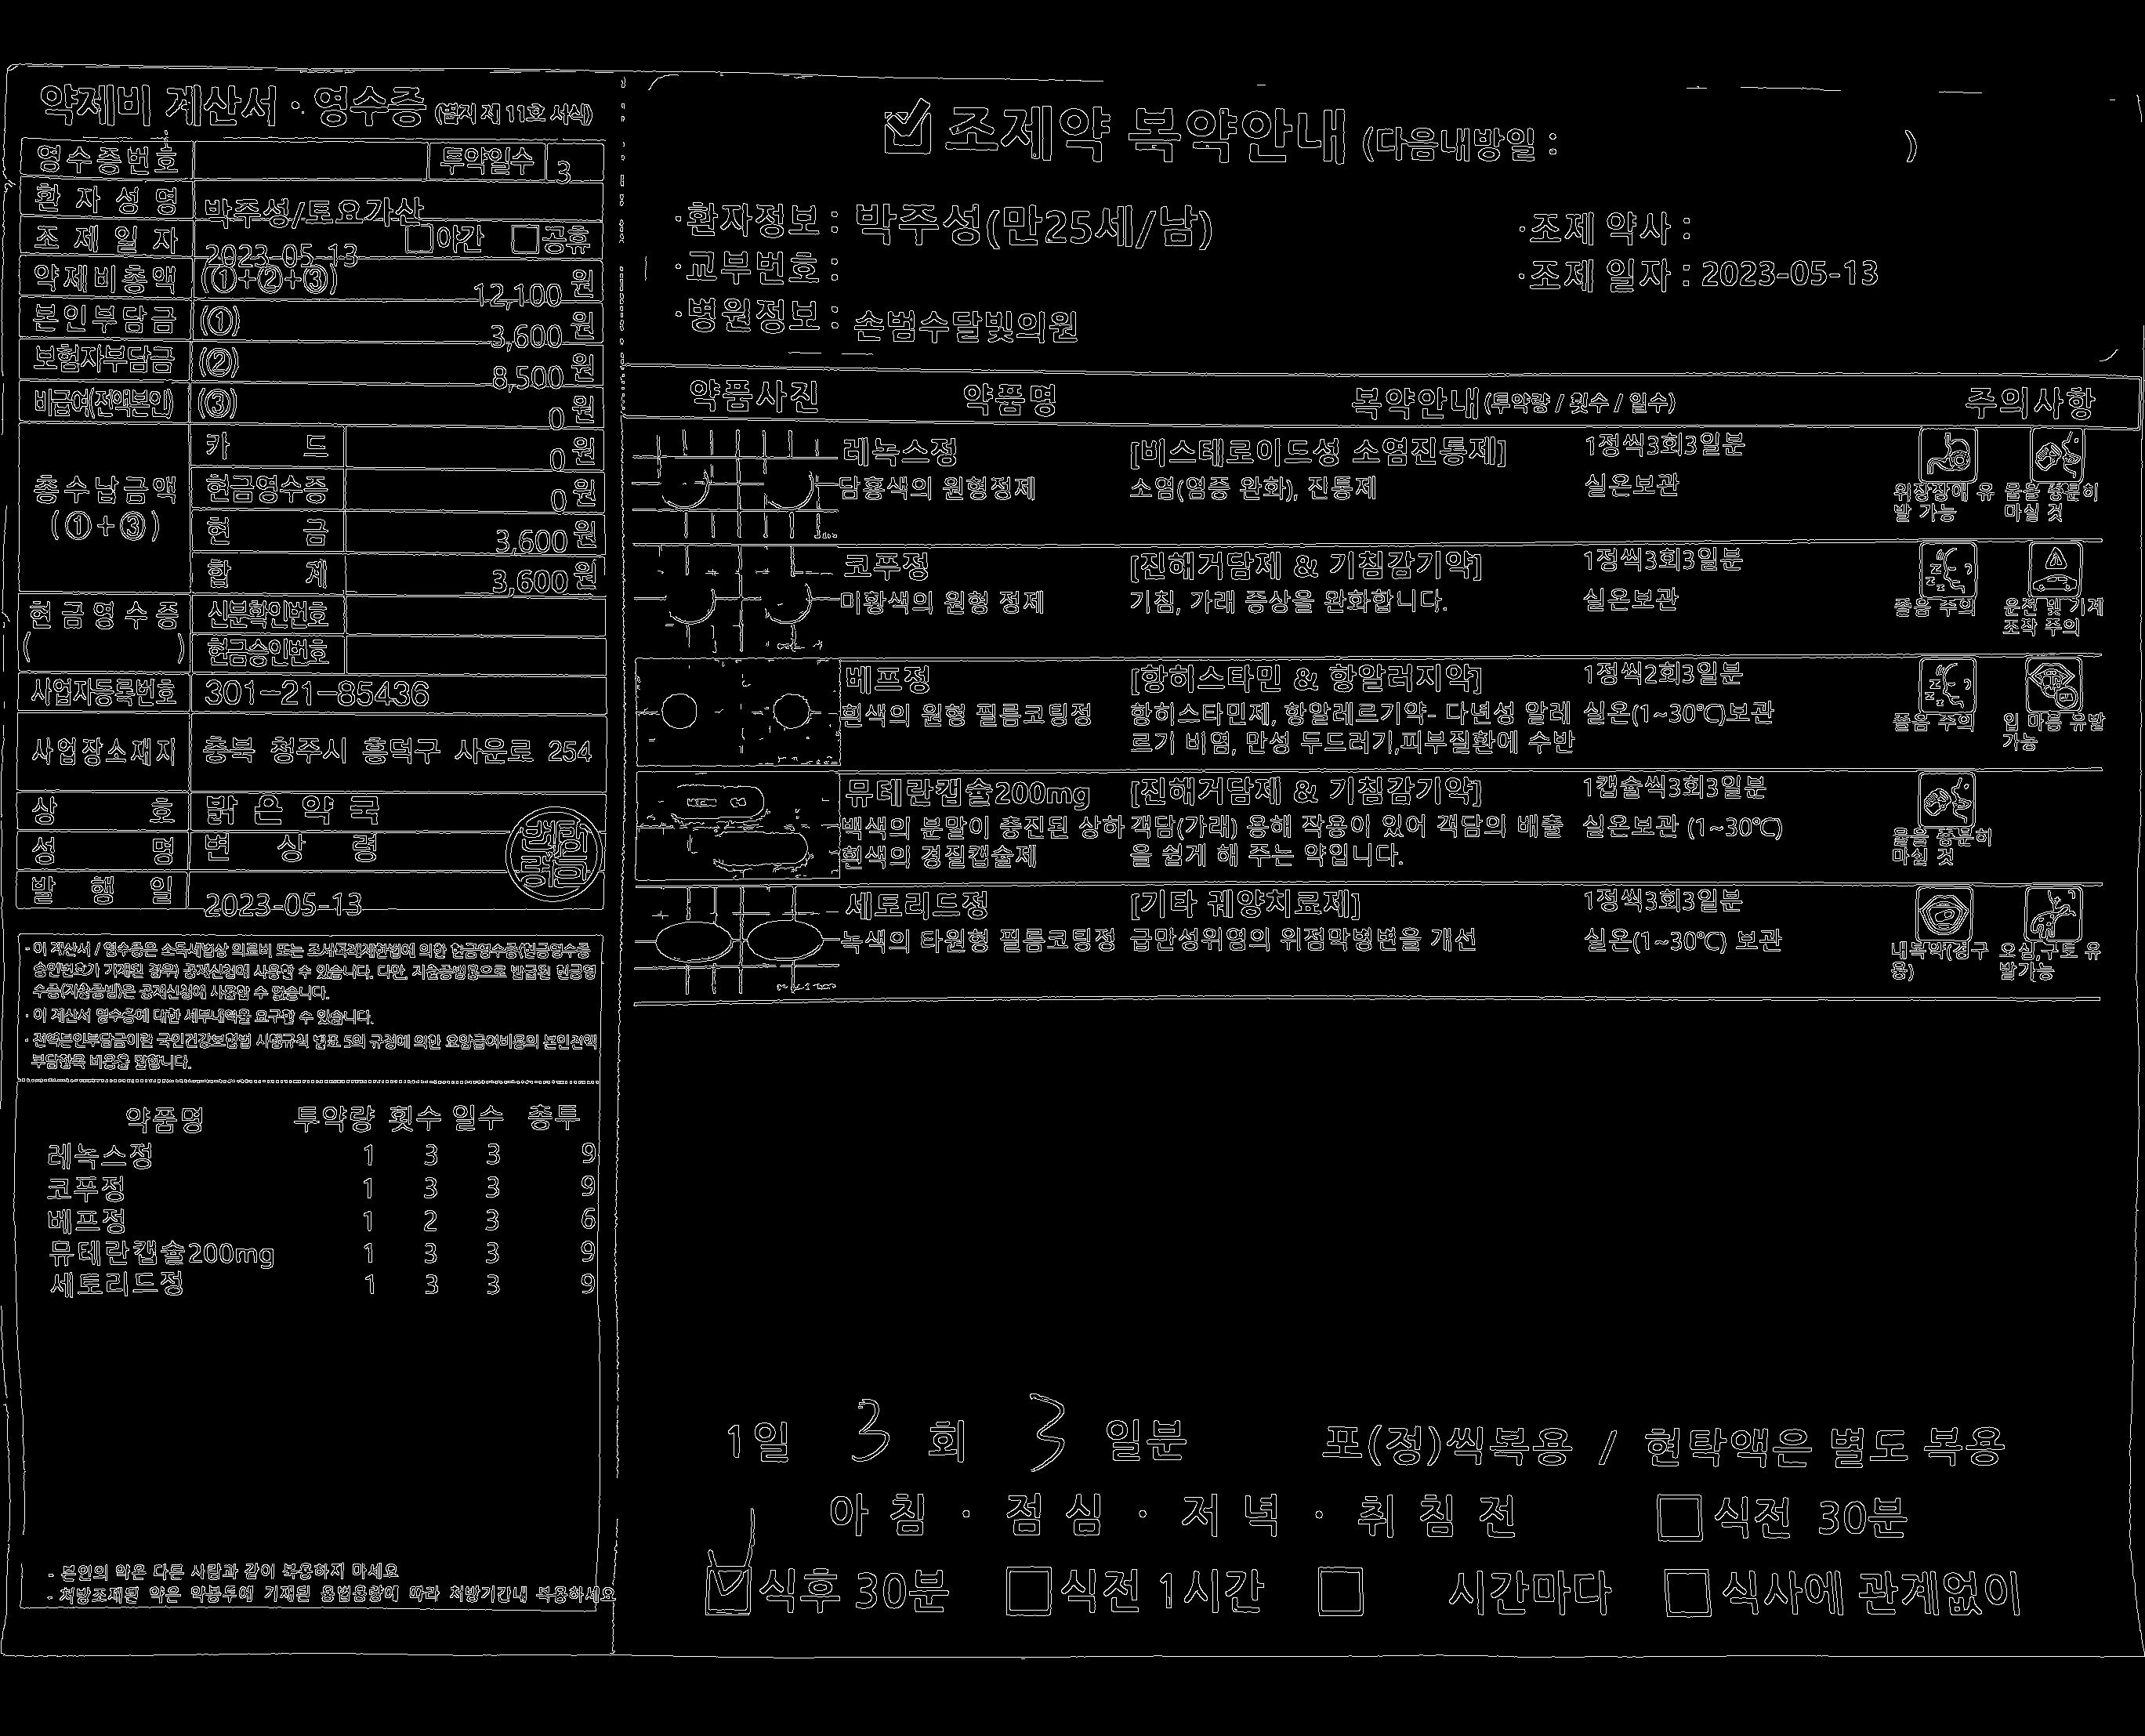 약제비 계산서 · 영수증 (별지 제 11호 서식)
영수증번호 투약일수 3
환자성명 박주성/토요가산
조제일자 2023-05-13 □야간 □공휴
약제비총액 (①+②+③) 12,100 원
본인부담금 (①) 3,600 원
보험자부담금 (②) 8,500 원
비급여(전액본인) (③) 0 원
총수납금액 (①+③)
카드 0 원
현금영수증 0 원
현금 3,600 원
합계 3,600 원
현금영수증 ( )
신분확인번호
현금승인번호
사업자등록번호 301-21-85436
사업장소재지 충북 청주시 흥덕구 사운로 254
상호 밝은약국
성명 변상령
발행일 2023-05-13
· 이 계산서 / 영수증은 소득세법상 의료비 또는 조세특례제한법에 의한 현금영수증(현금영수증
승인번호가 기재된 경우) 공제신청에 사용할 수 있습니다. 다만, 지출증빙용으로 발급된 현금영
수증(지출증빙)은 공제신청에 사용할 수 없습니다.
· 이 계산서 영수증에 대한 세부내역을 요구할 수 있습니다.
· 전액본인부담금이란 국민건강보험법 시행규칙 별표 5의 규정에 의한 요양급여비용의 본인전액
부담항목 비용을 말합니다.
약품명 투약량 횟수 일수 총투
레녹스정 1 3 3 9
코푸정 1 3 3 9
베프정 1 2 3 6
뮤테란캡슐200mg 1 3 3 9
세토리드정 1 3 3 9
- 본인의 약은 다른 사람과 같이 복용하지 마세요
- 처방조제된 약은 약봉투에 기재된 용법용량에 따라 처방기간내 복용하세요
조제약 복약안내 (다음내방일 : )
·환자정보 : 박주성(만25세/남)
·조제 약사 :
·교부번호 :
·조제 일자 : 2023-05-13
·병원정보 : 손범수달빛의원
약품사진 약품명 복약안내(투약량 / 횟수 / 일수) 주의사항
레녹스정 [비스테로이드성 소염진통제] 1정씩3회3일분
담황색의 원형정제 소염(염증 완화), 진통제 실온보관
위장장애 유발 가능
물을 충분히 마실 것
코푸정 [진해거담제 & 기침감기약] 1정씩3회3일분
미황색의 원형 정제 기침, 가래 증상을 완화합니다. 실온보관
졸음 주의
운전 및 기계 조작 주의
베프정 [항히스타민 & 항알러지약] 1정씩2회3일분
흰색의 원형 필름코팅정 항히스타민제, 항알레르기약- 다년성 알레 실온(1~30℃)보관
르기 비염, 만성 두드러기,피부질환에 수반
졸음 주의
입 마름 유발 가능
뮤테란캡슐200mg [진해거담제 & 기침감기약] 1캡슐씩3회3일분
백색의 분말이 충진된 상하 객담(가래) 용해 작용이 있어 객담의 배출 실온보관 (1~30℃)
흰색의 경질캡슐제 을 쉽게 해 주는 약입니다.
물을 충분히 마실 것
세토리드정 [기타 궤양치료제] 1정씩3회3일분
녹색의 타원형 필름코팅정 급만성위염의 위점막병변을 개선 실온(1~30℃) 보관
내복약(경구용)
오심,구토 유발가능
1일 3 회 3 일분 포(정)씩복용 / 현탁액은 별도 복용
아침 · 점심 · 저녁 · 취침전 □식전 30분
식후 30분 □식전 1시간 □ 시간마다 □식사에 관계없이